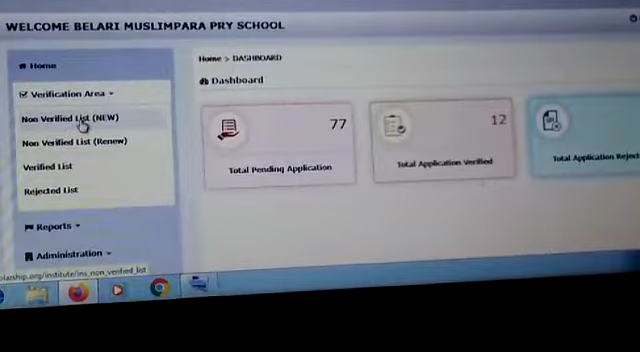 WELCOME BELARI MUSLIMPARA PRY SCHOOL
Home
Home > DASHBOARD
Dashboard
Verification Area
Non Verified List (NEW)
Non Verified List (Renew)
Verified List
Rejected List
Reports
Administration
77
Total Pending Application
12
Total Application Verified
Total Application Reject
olarship.org/institute/ins_non_verified_list